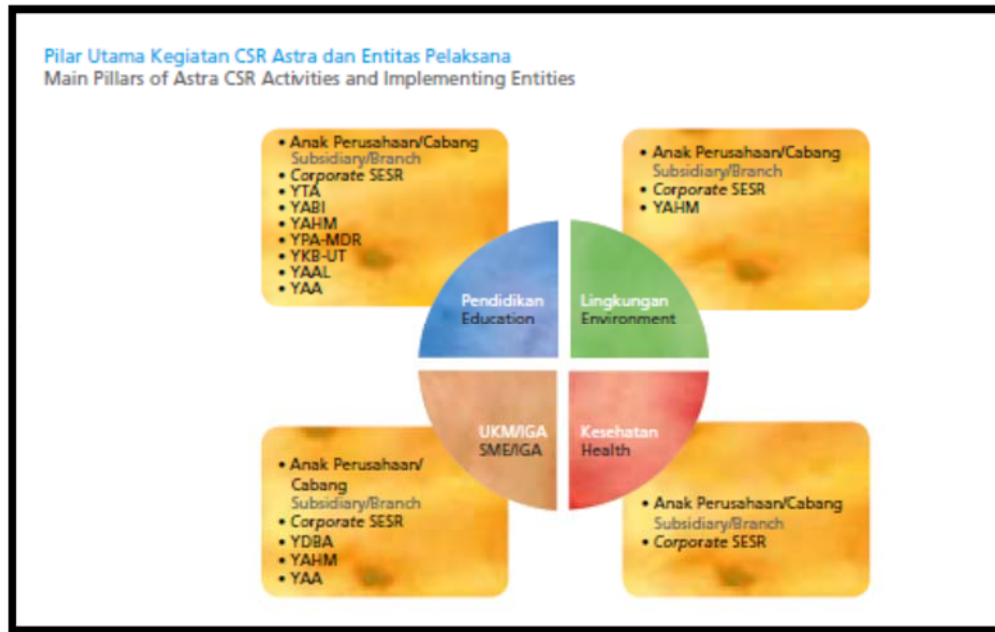 Pilar Utama Kegiatan CSR Astra dan Entitas Pelaksana
Main Pillars of Astra CSR Activities and Implementing Entities
• Anak Perusahaan/Cabang
Subsidiary/Branch
• Corporate SESR
• YTA
• YABI
• YAHM
• YPA-MDR
• YKB-UT
• YAAL
• YAA
• Anak Perusahaan/Cabang
Subsidiary/Branch
• Corporate SESR
• YAHM
Pendidikan
Education
Lingkungan
Environment
UKM/IGA
SME/IGA
Kesehatan
Health
• Anak Perusahaan/
Cabang
Subsidiary/Branch
• Corporate SESR
• YDBA
• YAHM
• YAA
• Anak Perusahaan/Cabang
Subsidiary/Branch
• Corporate SESR